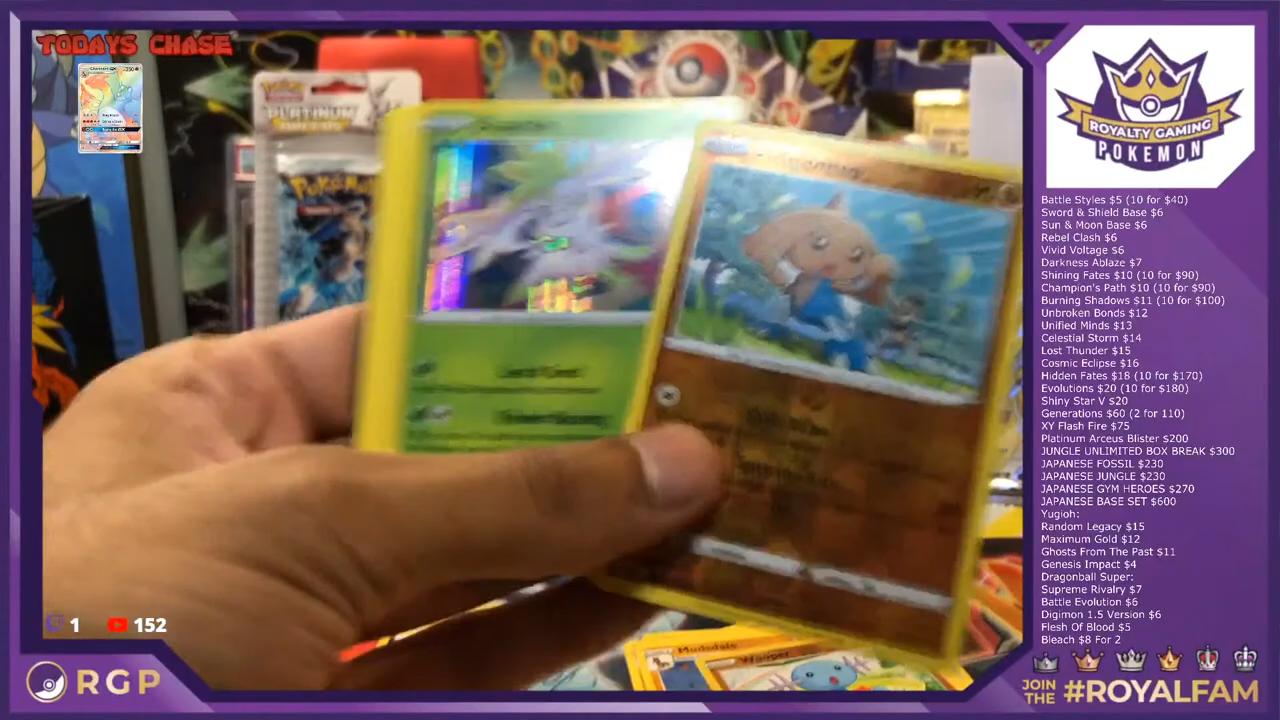 TODAYS CHASE
POKéMON
PLATINUM
POKéMON
Mudsdale
Wooper
1
152
RGP
ROYALTY GAMING
POKEMON
Battle Styles $5 (10 for $40)
Sword & Shield Base $6
Sun & Moon Base $6
Rebel Clash $6
Vivid Voltage $6
Darkness Ablaze $7
Shining Fates $10 (10 for $90)
Champion's Path $10 (10 for $90)
Burning Shadows $11 (10 for $100)
Unbroken Bonds $12
Unified Minds $13
Celestial Storm $14
Lost Thunder $15
Cosmic Eclipse $16
Hidden Fates $18 (10 for $170)
Evolutions $20 (10 for $180)
Shiny Star V $20
Generations $60 (2 for 110)
XY Flash Fire $75
Platinum Arceus Blister $200
JUNGLE UNLIMITED BOX BREAK $300
JAPANESE FOSSIL $230
JAPANESE JUNGLE $230
JAPANESE GYM HEROES $270
JAPANESE BASE SET $600
Yugioh:
Random Legacy $15
Maximum Gold $12
Ghosts From The Past $11
Genesis Impact $4
Dragonball Super:
Supreme Rivalry $7
Battle Evolution $6
Digimon 1.5 Version $6
Flesh Of Blood $5
Bleach $8 For 2
JOIN
THE #ROYALFAM